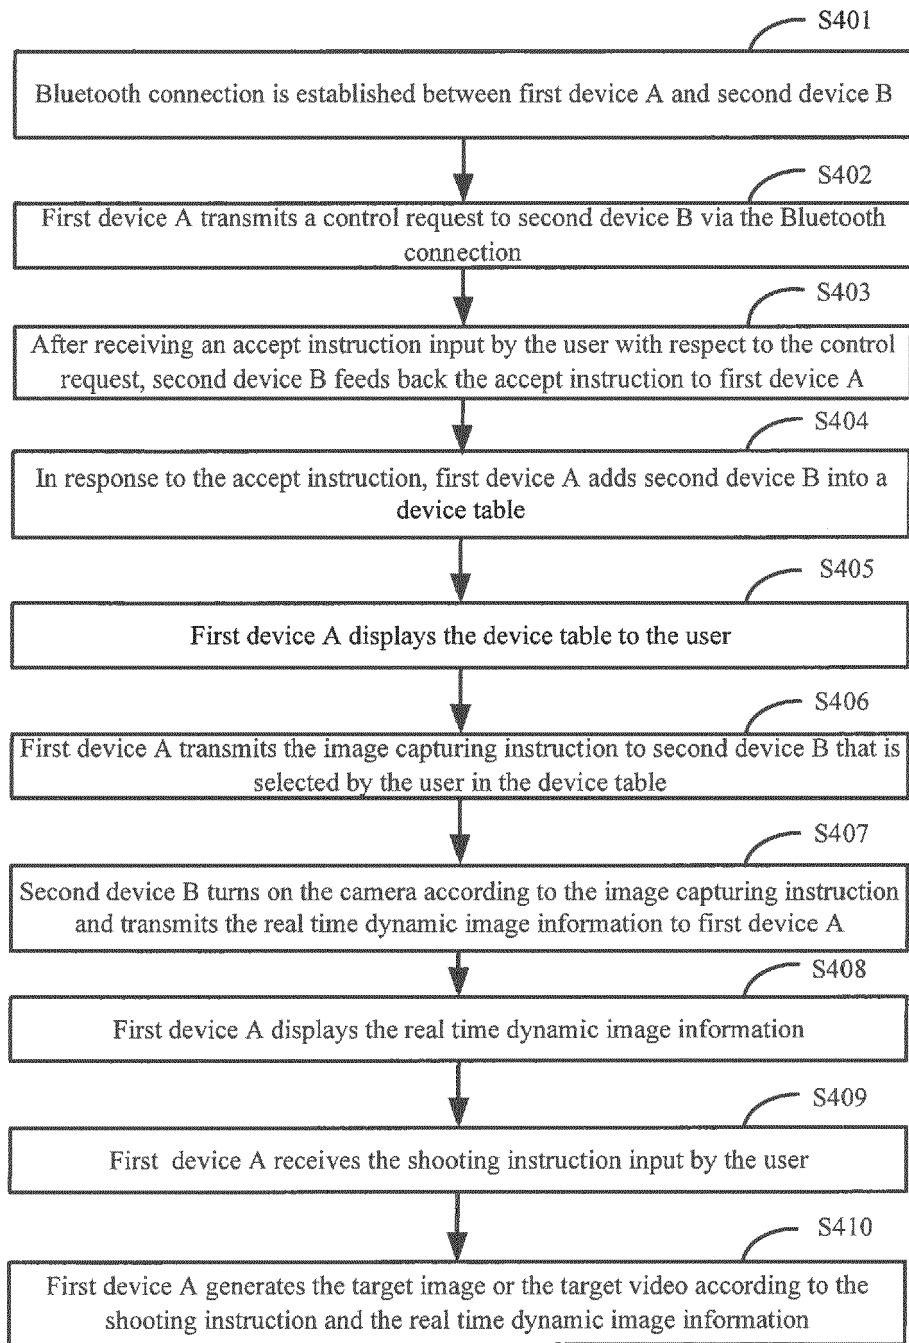 S401
Bluetooth connection is established between first device A and second device B
S402
First device A transmits a control request to second device B via the Bluetooth
connection
S403
After receiving an accept instruction input by the user with respect to the control
request, second device B feeds back the accept instruction to first device A
S404
In response to the accept instruction, first device A adds second device B into a
device table
S405
First device A displays the device table to the user
S406
First device A transmits the image capturing instruction to second device B that is
selected by the user in the device table
S407
Second device B turns on the camera according to the image capturing instruction
and transmits the real time dynamic image information to first device A
S408
First device A displays the real time dynamic image information
S409
First device A receives the shooting instruction input by the user
S410
First device A generates the target image or the target video according to the
shooting instruction and the real time dynamic image information